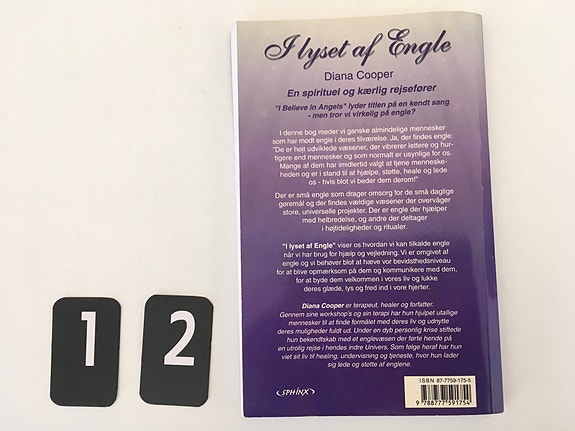 I lyset af Engle
Diana Cooper
En spirituel og kærlig rejsefører
"I Believe in Angels" lyder titlen på en kendt sang
- men tror vi virkelig på engle?
I denne bog møder vi ganske almindelige mennesker
som har mødt engle i deres tilværelse. Ja, der findes engle:
"De er højt udviklede væsener, der vibrerer lettere og hur-
tigere end mennesker og som normalt er usynlige for os.
Mange af dem har imidlertid valgt at tjene menneske-
heden og er i stand til at hjælpe, støtte, heale og lede
os - hvis blot vi beder dem derom!"
Der er små engle som drager omsorg for de små daglige
gøremål og der findes vældige væsener der overvåger
store, universelle projekter. Der er engle der hjælper
med helbredelse, og andre der deltager
i højtideligheder og ritualer.
"I lyset af Engle" viser os hvordan vi kan tilkalde engle
når vi har brug for hjælp og vejledning. Vi er omgivet af
engle og vi behøver blot at hæve vor bevidsthedsniveau
for at blive opmærksom på dem og kommunikere med dem,
for at byde dem velkommen i vores liv og lukke
deres glæde, lys og fred ind i vore hjerter.
Diana Cooper er terapeut, healer og forfatter.
Gennem sine workshop's og sin terapi har hun hjulpet utallige
mennesker til at finde formålet med deres liv og udnytte
deres muligheder fuldt ud. Under en dyb personlig krise stiftede
hun bekendtskab med et englevæsen der førte hende på
en utrolig rejse i hendes indre Univers. Som følge heraf har hun
viet sit liv til healing, undervisning og tjeneste, hvor hun lader
sig lede og støtte af englene.
SPHINX
ISBN 87-7759-175-5
9 788777 591754
1 2